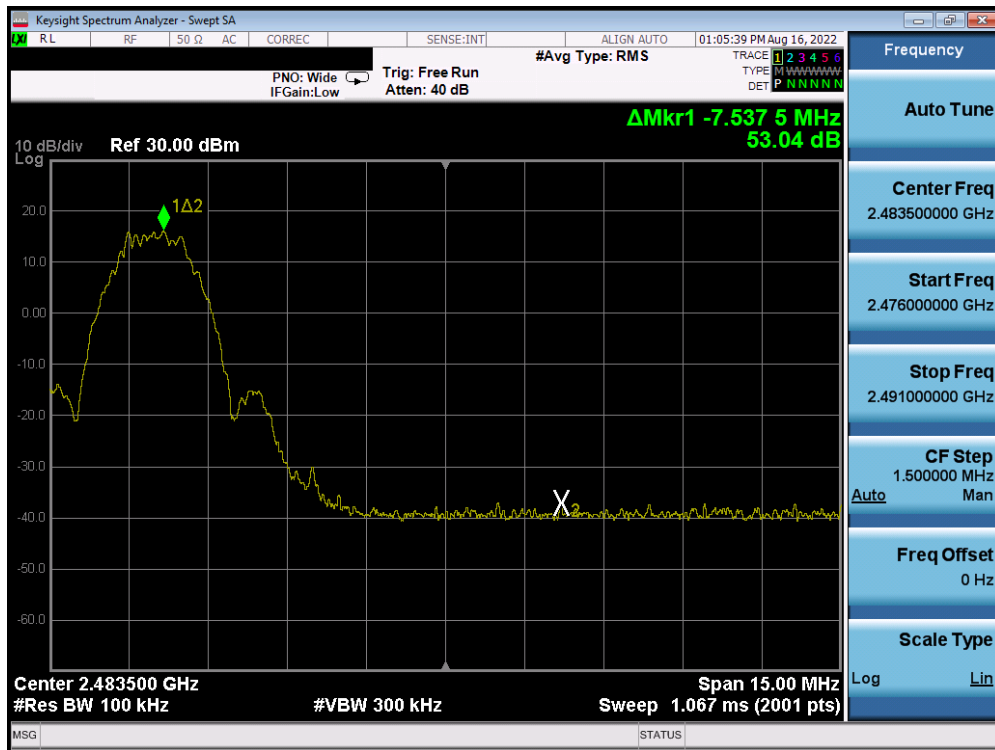 Keysight Spectrum Analyzer - Swept SA
LXI RL RF 50 Ω AC CORREC SENSE:INT ALIGN AUTO 01:05:39 PM Aug 16, 2022
#Avg Type: RMS
TRACE 1 2 3 4 5 6
TYPE M WWWWW
DET P N N N N N
PNO: Wide
IFGain:Low
Trig: Free Run
Atten: 40 dB
ΔMkr1 -7.537 5 MHz
53.04 dB
10 dB/div Ref 30.00 dBm
Log
1Δ2
20.0
10.0
0.00
-10.0
-20.0
-30.0
-40.0
X2
-50.0
-60.0
Center 2.483500 GHz Span 15.00 MHz
#Res BW 100 kHz #VBW 300 kHz Sweep 1.067 ms (2001 pts)
MSG STATUS
Frequency
Auto Tune
Center Freq
2.483500000 GHz
Start Freq
2.476000000 GHz
Stop Freq
2.491000000 GHz
CF Step
1.500000 MHz
Auto Man
Freq Offset
0 Hz
Scale Type
Log Lin